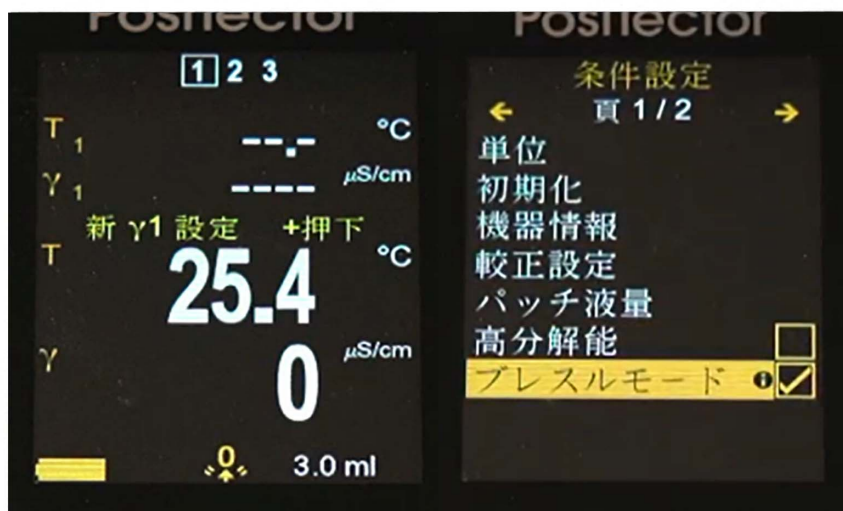 PosiTector
1 2 3
T1 --.- °C
γ1 ---- μS/cm
新 γ1 設定 +押下
T 25.4 °C
γ 0 μS/cm
0 3.0 ml
PosiTector
条件設定
← 頁 1/2 →
単位
初期化
機器情報
較正設定
パッチ液量
高分解能
ブレスルモード